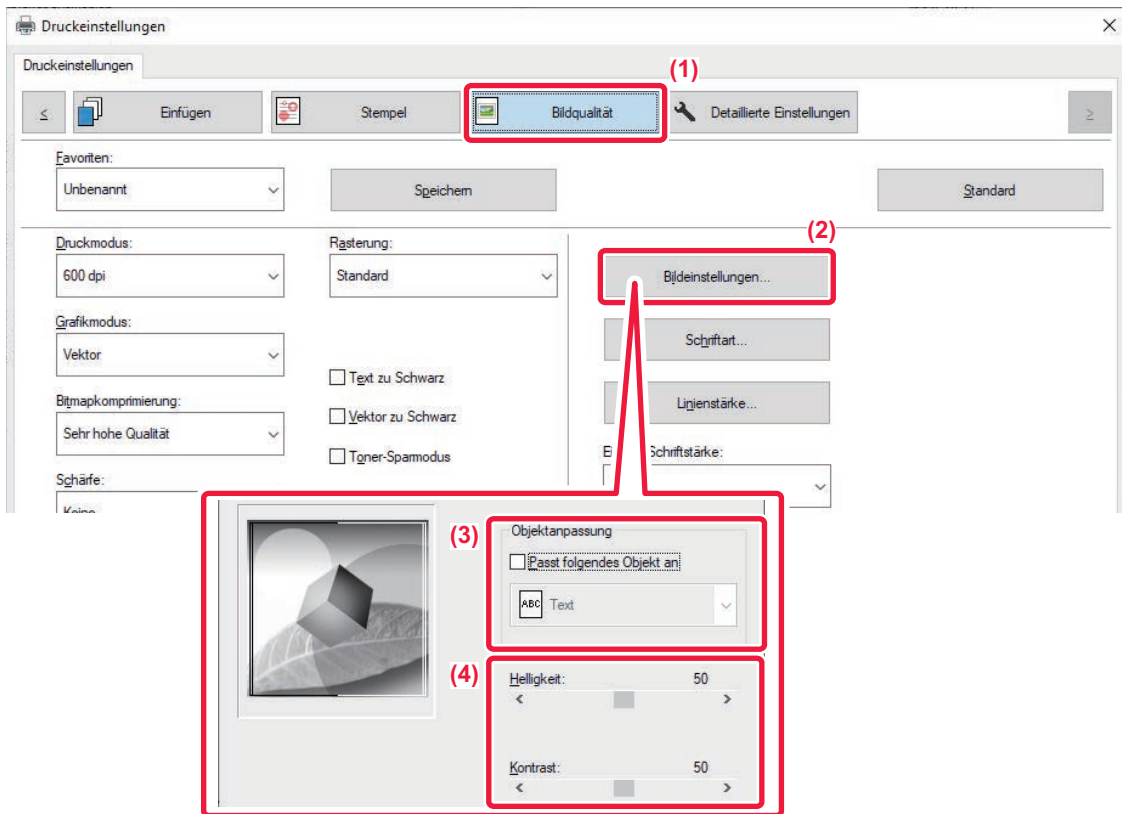 Druckeinstellungen
Druckeinstellungen
(1)
<
Einfügen
Stempel
Bildqualität
Detaillierte Einstellungen
>
Favoriten:
Unbenannt
Speichern
Standard
(2)
Druckmodus:
600 dpi
Rasterung:
Standard
Bildeinstellungen...
Grafikmodus:
Vektor
Schriftart...
Text zu Schwarz
Bitmapkomprimierung:
Sehr hohe Qualität
Vektor zu Schwarz
Linienstärke...
Toner-Sparmodus
Schriftstärke:
Schärfe:
Keine
(3)
Objektanpassung
Passt folgendes Objekt an
ABC
Text
(4)
Helligkeit:
50
< >
Kontrast:
50
< >